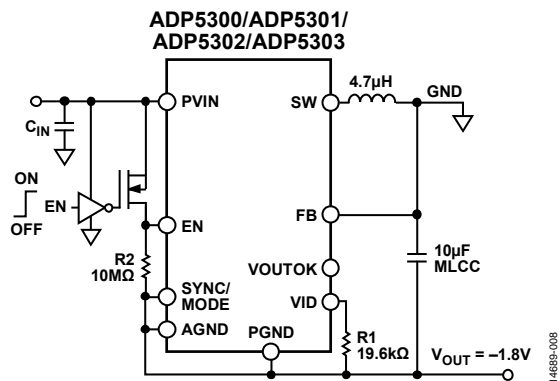 ADP5300/ADP5301/
ADP5302/ADP5303
4.7µH
GND
PVIN
SW
CIN
ON
EN
OFF
EN
FB
R2
10MΩ
VOUTOK
10µF
MLCC
SYNC/
MODE
VID
AGND
PGND
R1
19.6kΩ
VOUT = –1.8V
14689-008